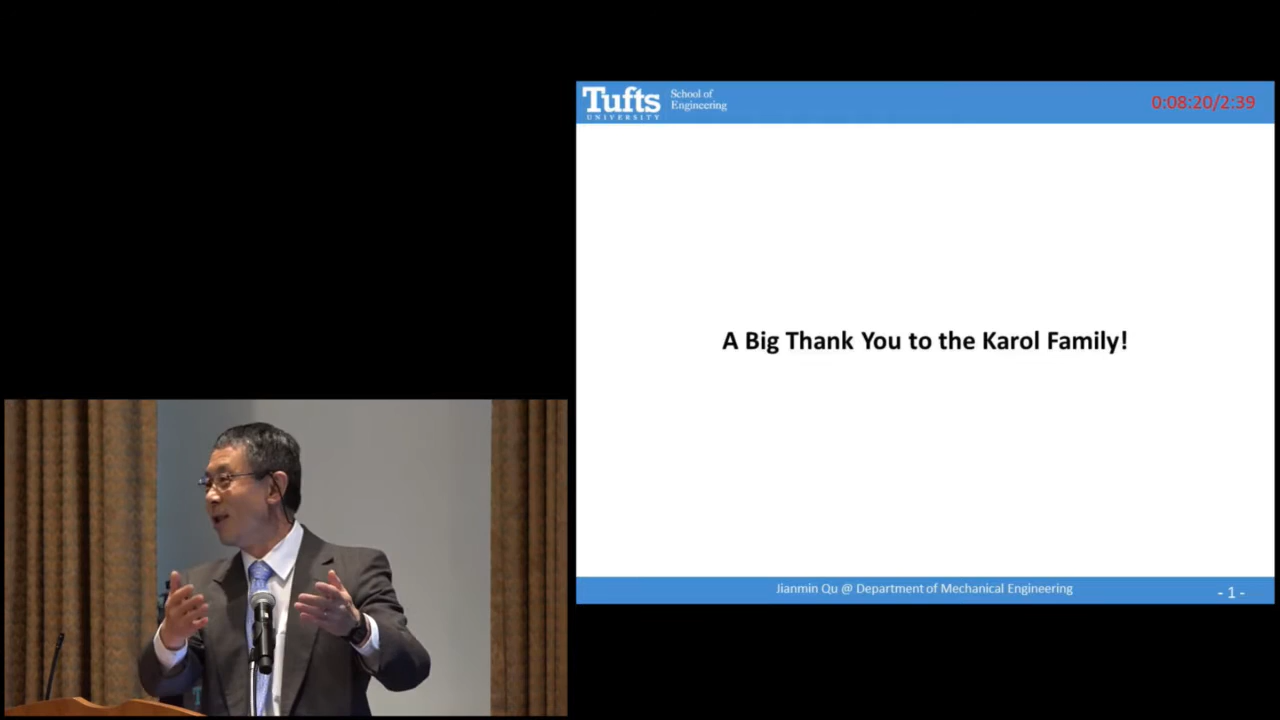 Tufts
UNIVERSITY
School of
Engineering
0:08:20/2:39
A Big Thank You to the Karol Family!
Jianmin Qu @ Department of Mechanical Engineering
- 1 -
Tufts